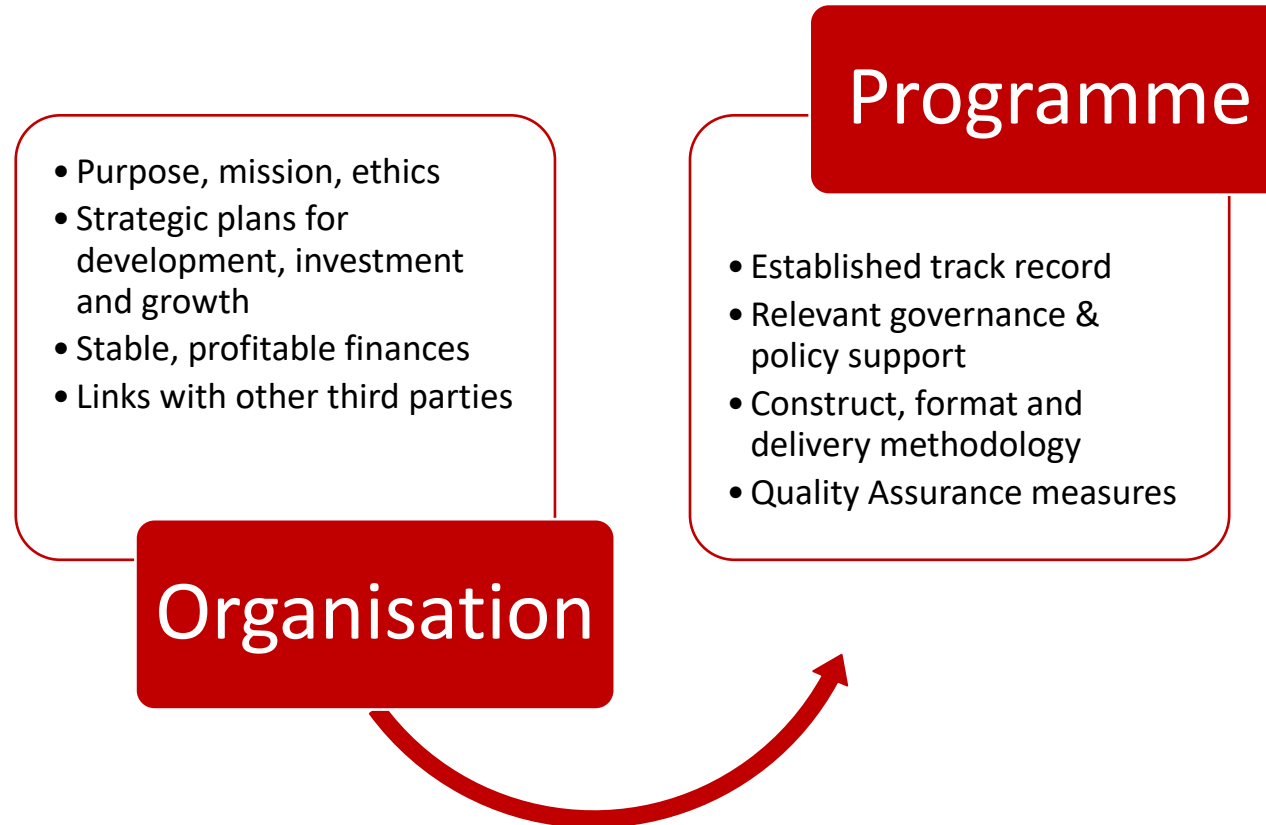 • Purpose, mission, ethics
• Strategic plans for
development, investment
and growth
• Stable, profitable finances
• Links with other third parties
Organisation
Programme
• Established track record
• Relevant governance &
policy support
• Construct, format and
delivery methodology
• Quality Assurance measures